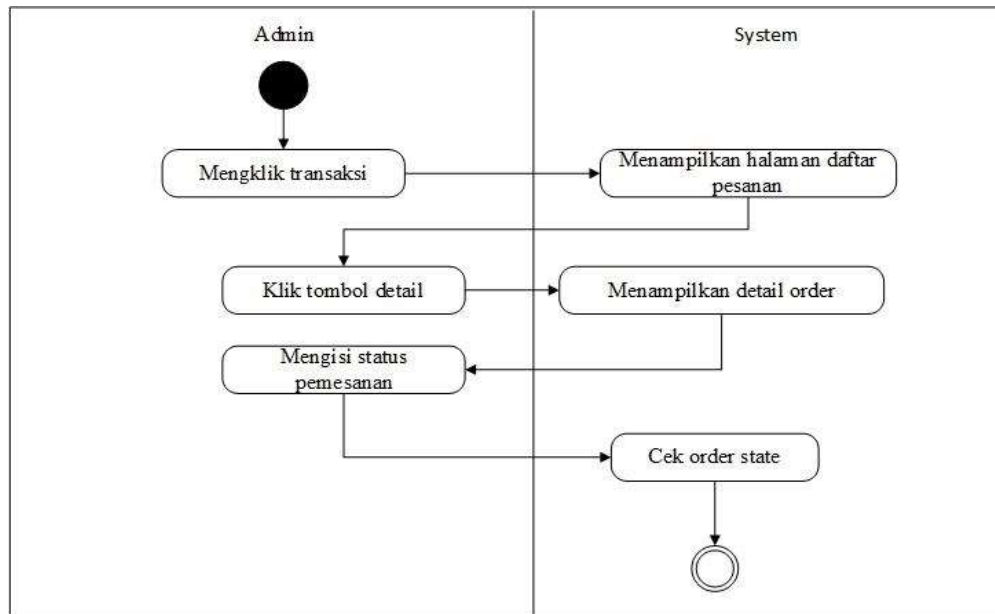 Admin
System
Mengklik transaksi
Menampilkan halaman daftar
pesanan
Klik tombol detail
Menampilkan detail order
Mengisi status
pemesanan
Cek order state